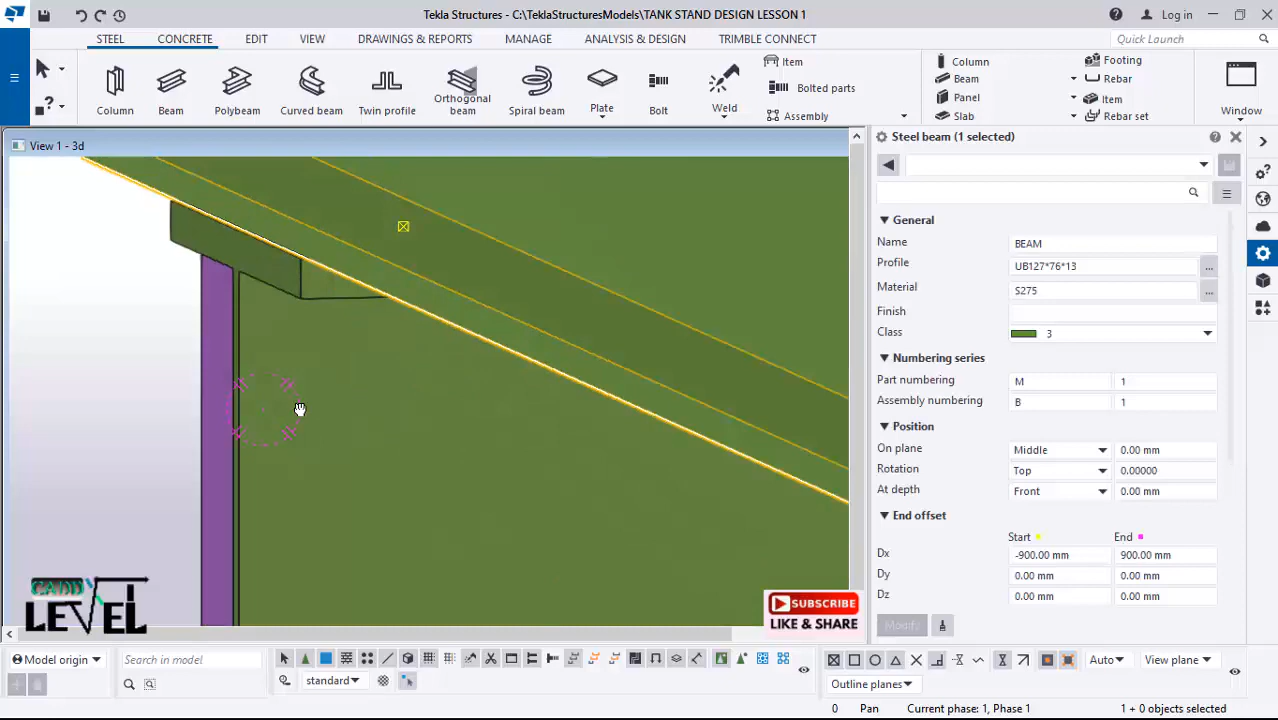 Tekla Structures - C:\TeklaStructuresModels\TANK STAND DESIGN LESSON 1
Log in
STEEL CONCRETE EDIT VIEW DRAWINGS & REPORTS MANAGE ANALYSIS & DESIGN TRIMBLE CONNECT Quick Launch
Column Beam Polybeam Curved beam Twin profile Orthogonal beam Spiral beam Plate Bolt Weld
Item
Bolted parts
Assembly
Column Footing
Beam Rebar
Panel Item
Slab Rebar set
Window
View 1 - 3d
Steel beam (1 selected)
General
Name BEAM
Profile UB127*76*13 ...
Material S275 ...
Finish
Class 3
Numbering series
Part numbering M 1
Assembly numbering B 1
Position
On plane Middle 0.00 mm
Rotation Top 0.00000
At depth Front 0.00 mm
End offset
Start End
Dx -900.00 mm 900.00 mm
Dy 0.00 mm 0.00 mm
Dz 0.00 mm 0.00 mm
Modify
CADD
LEVEL
SUBSCRIBE
LIKE & SHARE
Model origin Search in model
standard
Auto View plane
Outline planes
0 Pan Current phase: 1, Phase 1 1 + 0 objects selected